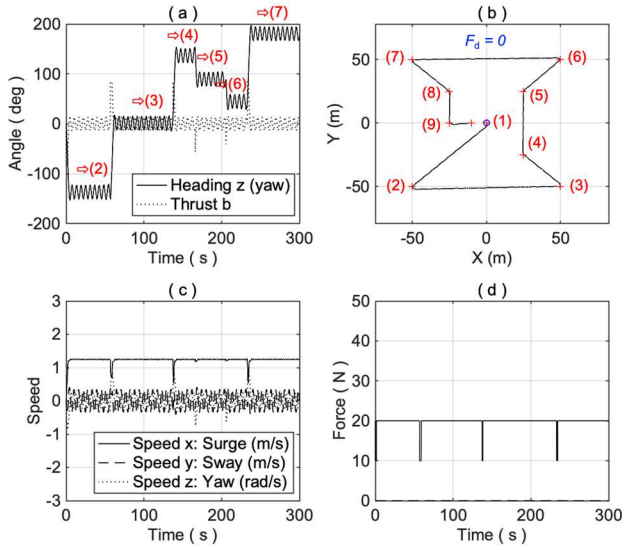 ( a )
200
100
0
-100
-200
Angle ( deg )
⇨(2)
⇨(3)
⇨(4)
⇨(5)
⇨(6)
⇨(7)
Heading z (yaw)
Thrust b
0
100
200
300
Time ( s )
( b )
F_d = 0
50
0
-50
Y (m)
(7)
(6)
(8)
(5)
(9)
(1)
(4)
(2)
(3)
-50
0
50
X (m)
( c )
3
2
1
0
-1
-2
-3
Speed
Speed x: Surge (m/s)
Speed y: Sway (m/s)
Speed z: Yaw (rad/s)
0
100
200
300
Time ( s )
( d )
50
40
30
20
10
0
Force ( N )
0
100
200
300
Time ( s )